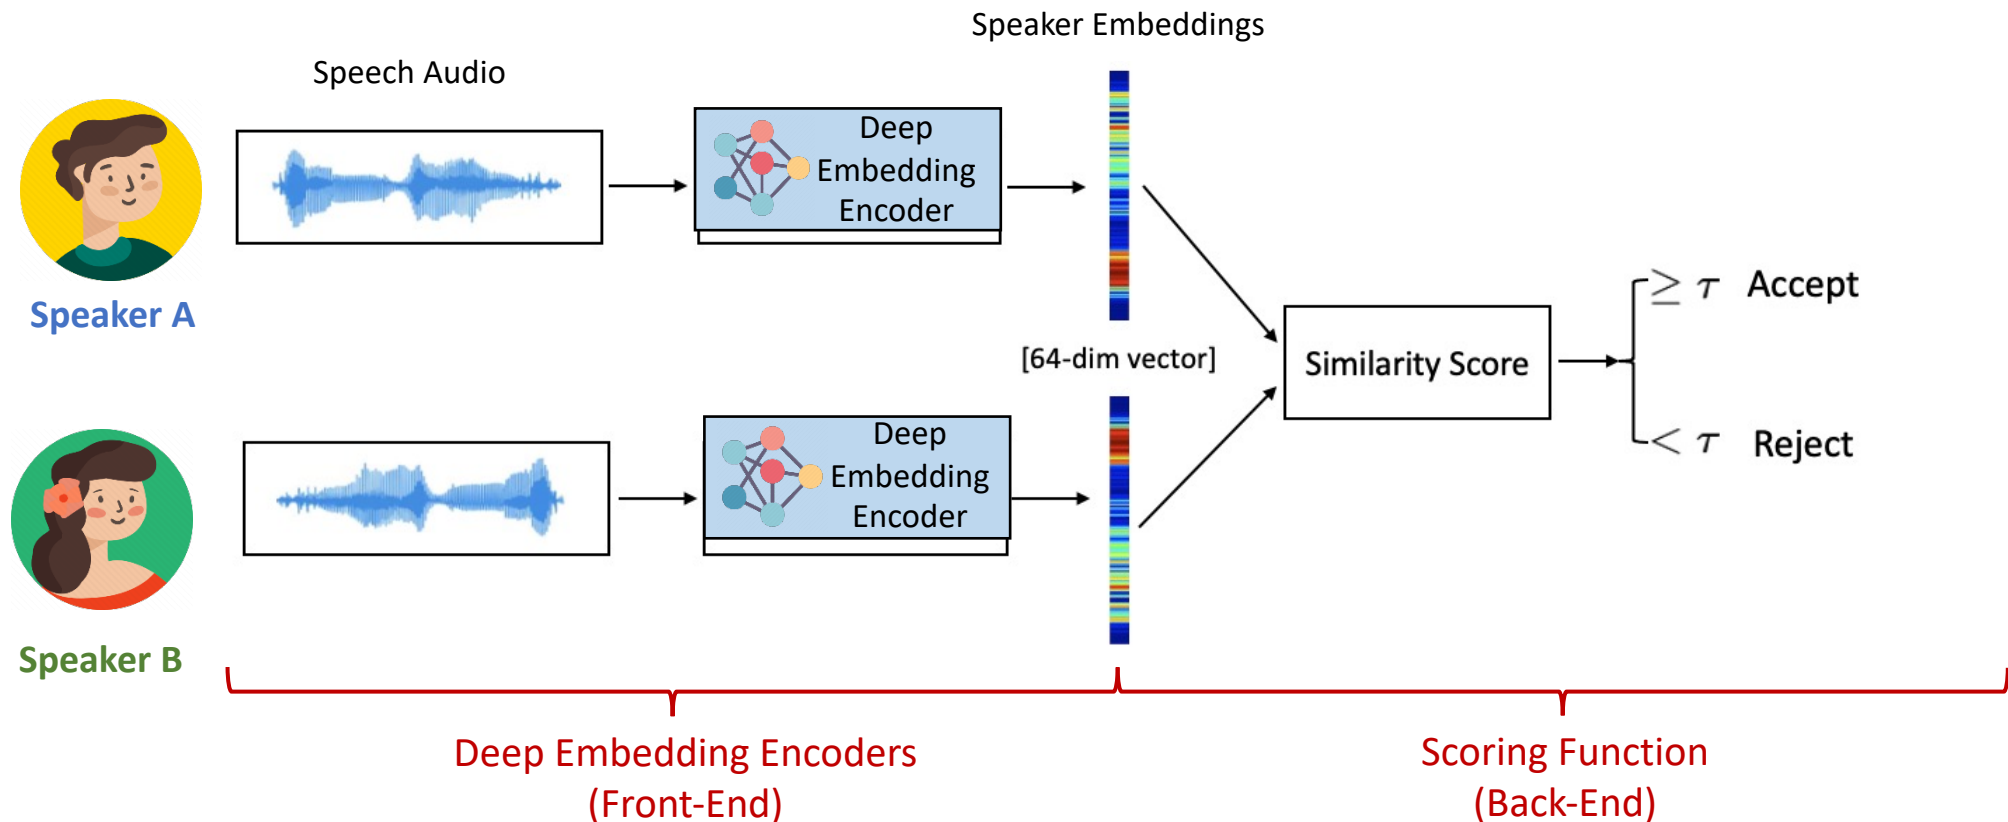 Speaker Embeddings
Speech Audio
Deep
Embedding
Encoder
Speaker A
≥ τ Accept
[64-dim vector]
Similarity Score
Deep
Embedding
Encoder
< τ Reject
Speaker B
Deep Embedding Encoders
(Front-End)
Scoring Function
(Back-End)